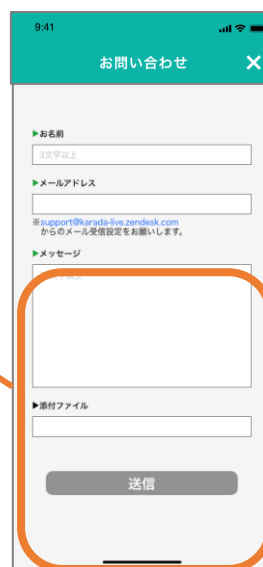 9:41
お問い合わせ ×
▶お名前
3文字以上
▶メールアドレス
※support@karada-live.zendesk.com
からのメール受信設定をお願いします。
▶メッセージ
▶添付ファイル
送信